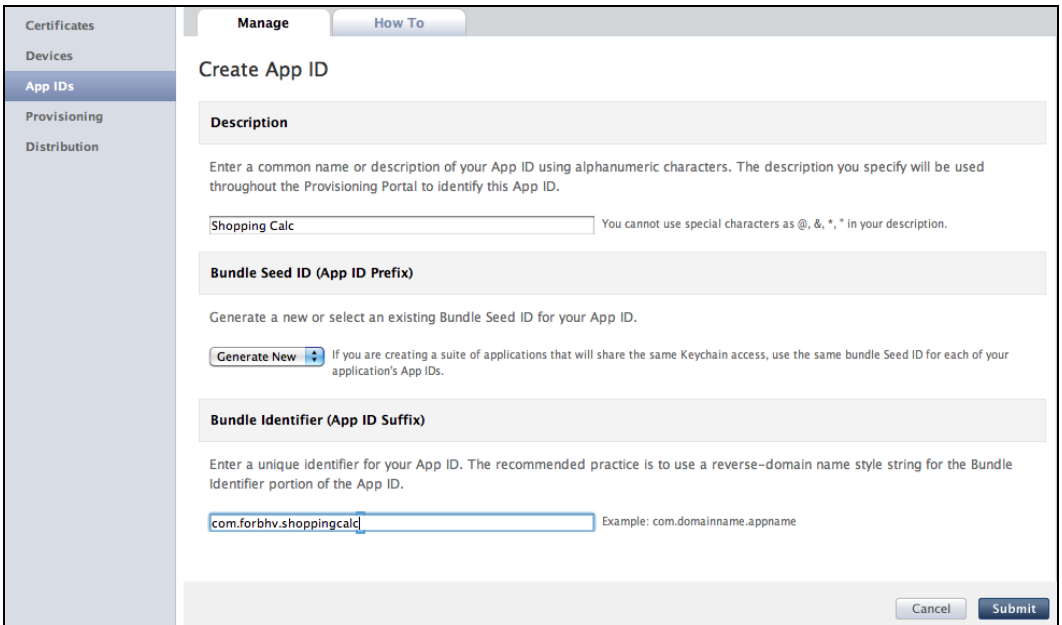 Certificates
Devices
App IDs
Provisioning
Distribution
Manage
How To
Create App ID
Description
Enter a common name or description of your App ID using alphanumeric characters. The description you specify will be used
throughout the Provisioning Portal to identify this App ID.
Shopping Calc
You cannot use special characters as @, &, *, " in your description.
Bundle Seed ID (App ID Prefix)
Generate a new or select an existing Bundle Seed ID for your App ID.
Generate New
If you are creating a suite of applications that will share the same Keychain access, use the same bundle Seed ID for each of your
application's App IDs.
Bundle Identifier (App ID Suffix)
Enter a unique identifier for your App ID. The recommended practice is to use a reverse-domain name style string for the Bundle
Identifier portion of the App ID.
com.forbhv.shoppingcalc
Example: com.domainname.appname
Cancel
Submit